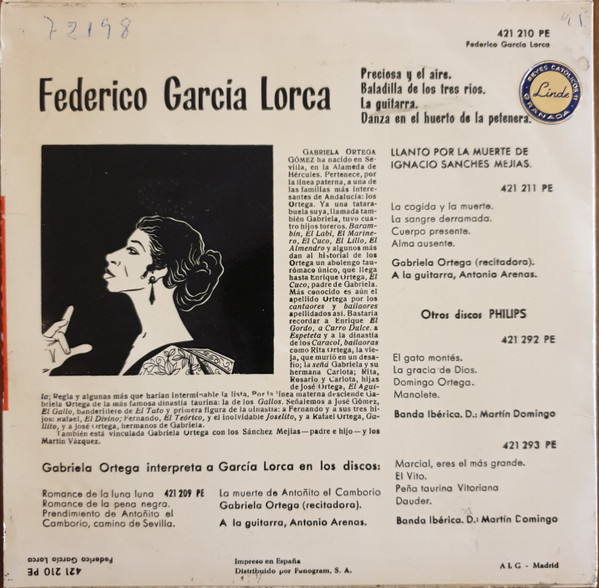 72198
421 210 PE
Federico García Lorca
Federico García Lorca
Preciosa y el aire.
Baladilla de los tres ríos.
La guitarra.
Danza en el huerto de la petenera.
REYES CATOLICOS 11
Linde
GRANADA
GABRIELA ORTEGA
GÓMEZ ha nacido en Se-
villa, en la Alameda de
Hércules. Pertenece, por
la línea paterna, a una de
las familias más intere-
santes de Andalucía: los
Ortega. Ya una tatara-
buela suya, llamada tam-
bién Gabriela, tuvo cua-
tro hijos toreros, Baram-
bín, El Labi, El Marine-
ro, El Cuco, El Lillo, El
Almendro y algunos más
dan al historial de los
Ortega un abolengo tau-
rómaco único, que llega
hasta Enrique Ortega, El
Cuco, padre de Gabriela.
Más conocido es aún el
apellido Ortega por los
cantaores y bailaores
apellidados así. Bastaría
recordar a Enrique El
Gordo, a Curro Dulce, a
Espeleta y a la dinastía
de los Caracol, bailaoras
como Rita Ortega, la vie-
ja, que murió en un desa-
fío; la señá Gabriela y su
hermana Carlota; Rita,
Rosario y Carlota, hijas
de José Ortega, El Águi-
la; Regla y algunas más que harían interminable la lista. Por la línea materna desciende Ga-
briela Ortega de la más famosa dinastía taurina: la de los Gallos. Señalemos a José Gómez,
El Gallo, banderillero de El Tato y primera figura de la dinastía; a Fernando y a sus tres hi-
jos: Rafael, El Divino; Fernando, El Teórico, y el inolvidable Joselito, y a Rafael Ortega, Ga-
llito, y a José Ortega, hermanos de Gabriela.
También está vinculada Gabriela Ortega con los Sánchez Mejías—padre e hijo—y los
Martín Vázquez.
LLANTO POR LA MUERTE DE
IGNACIO SANCHES MEJIAS.
421 211 PE
La cogida y la muerte.
La sangre derramada.
Cuerpo presente.
Alma ausente.
Gabriela Ortega (recitadora).
A la guitarra, Antonio Arenas.
Otros discos PHILIPS
421 292 PE
El gato montés.
La gracia de Dios.
Domingo Ortega.
Manolete.
Banda Ibérica. D.: Martín Domingo
421 293 PE
Marcial, eres el más grande.
El Vito.
Peña taurina Vitoriana
Dauder.
Banda Ibérica. D.: Martín Domingo
Gabriela Ortega interpreta a García Lorca en los discos:
Romance de la luna luna 421 209 PE
Romance de la pena negra.
Prendimiento de Antoñito el
Camborio, camino de Sevilla.
La muerte de Antoñito el Camborio
Gabriela Ortega (recitadora).
A la guitarra, Antonio Arenas.
421 210 PE
Federico García Lorca
Impreso en España
Distribuido por Fonogram, S. A.
A L G - Madrid